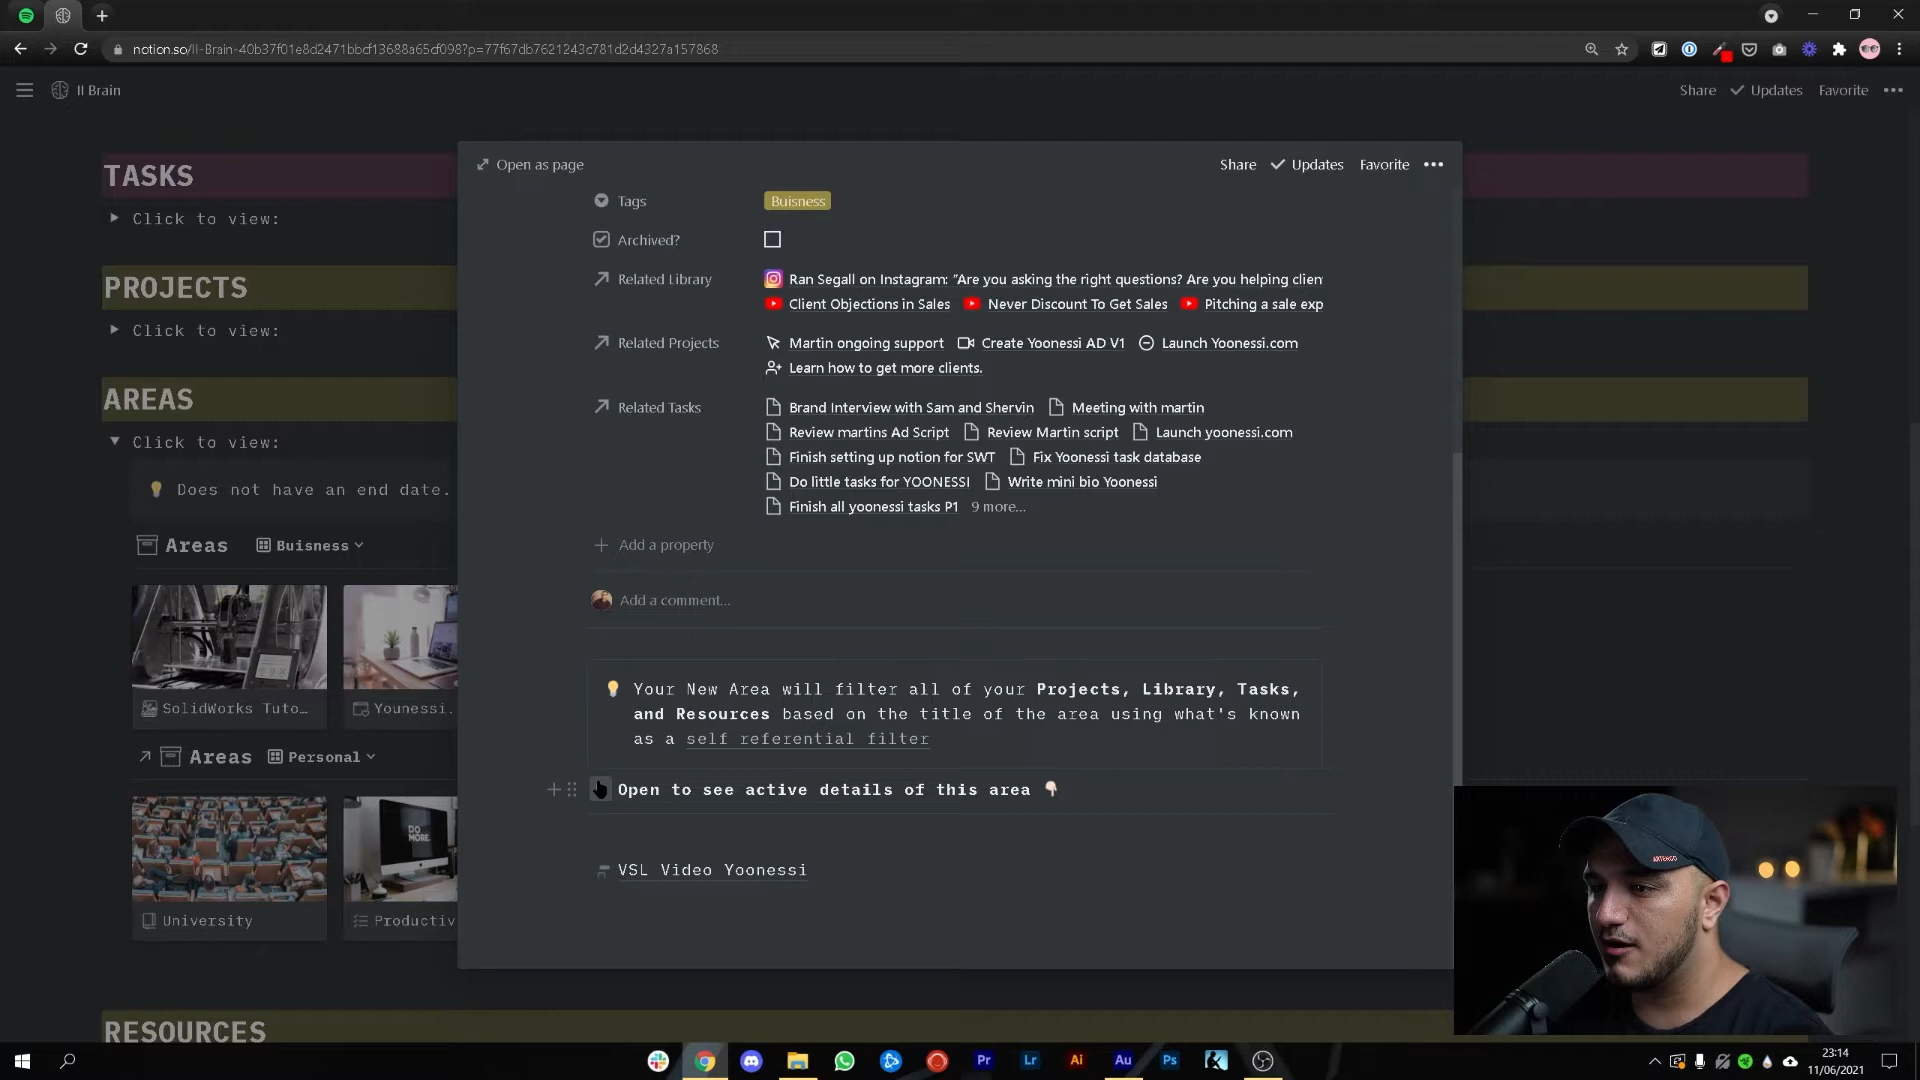 notion.so/II-Brain-40b37f01e8d2471bbdf13688a65df098?p=77f67db7621243c781d2d4327a157868
II Brain
Share Updates Favorite
TASKS
Click to view:
PROJECTS
Click to view:
AREAS
Click to view:
Does not have an end date.
Areas Buisness
SolidWorks Tuto…
Younessi.
Areas Personal
DO MORE.
University
Productiv
RESOURCES
Open as page
Share Updates Favorite
Tags Buisness
Archived?
Related Library Ran Segall on Instagram: “Are you asking the right questions? Are you helping clien
Client Objections in Sales Never Discount To Get Sales Pitching a sale exp
Related Projects Martin ongoing support Create Yoonessi AD V1 Launch Yoonessi.com
Learn how to get more clients.
Related Tasks Brand Interview with Sam and Shervin Meeting with martin
Review martins Ad Script Review Martin script Launch yoonessi.com
Finish setting up notion for SWT Fix Yoonessi task database
Do little tasks for YOONESSI Write mini bio Yoonessi
Finish all yoonessi tasks P1 9 more...
Add a property
Add a comment...
Your New Area will filter all of your Projects, Library, Tasks,
and Resources based on the title of the area using what's known
as a self referential filter
Open to see active details of this area
VSL Video Yoonessi
ARTENGO
Pr Lr Ai Au Ps
23:14
11/06/2021